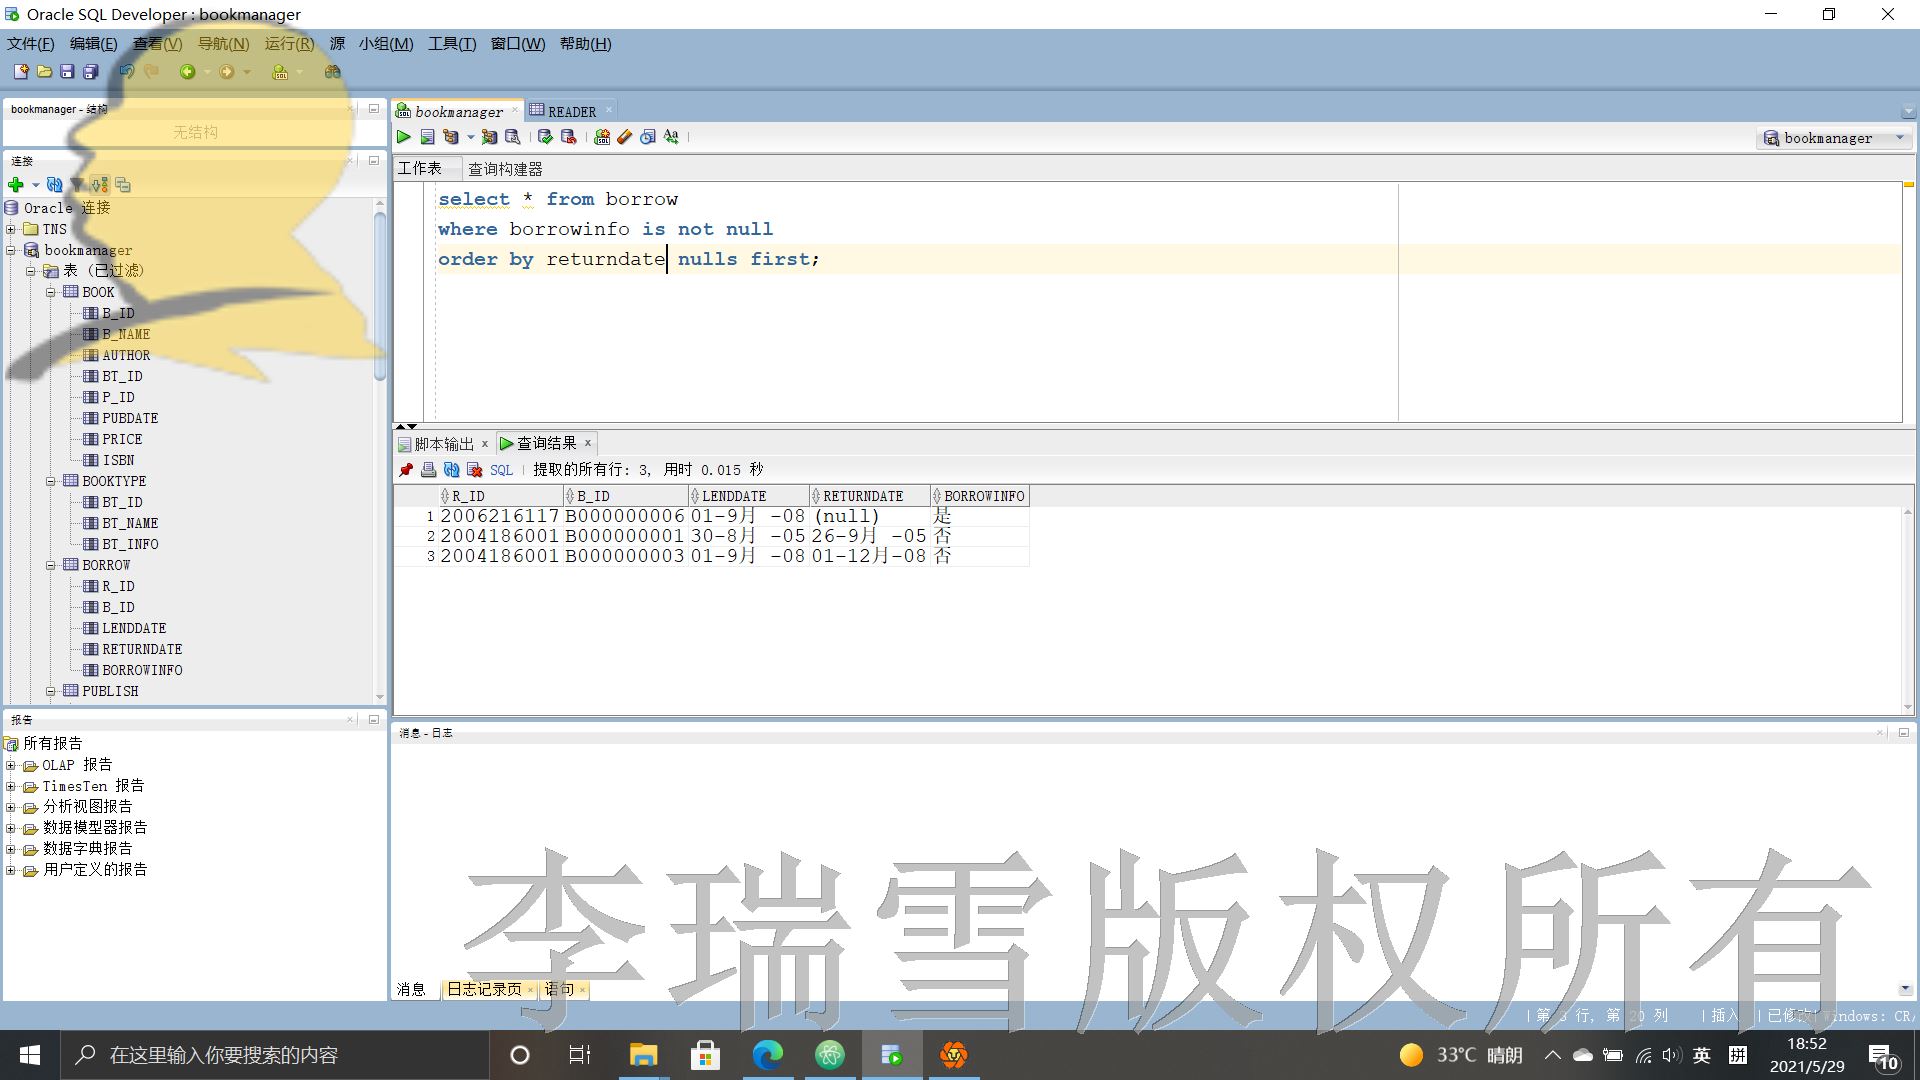 Oracle SQL Developer : bookmanager
文件(F) 编辑(E) 查看(V) 导航(N) 运行(R) 源 小组(M) 工具(T) 窗口(W) 帮助(H)
bookmanager - 结构
无结构
连接
Oracle 连接
TNS
bookmanager
表 (已过滤)
BOOK
B_ID
B_NAME
AUTHOR
BT_ID
P_ID
PUBDATE
PRICE
ISBN
BOOKTYPE
BT_ID
BT_NAME
BT_INFO
BORROW
R_ID
B_ID
LENDDATE
RETURNDATE
BORROWINFO
PUBLISH
报告
所有报告
OLAP 报告
TimesTen 报告
分析视图报告
数据模型器报告
数据字典报告
用户定义的报告
bookmanager READER
bookmanager
工作表 查询构建器
select * from borrow
where borrowinfo is not null
order by returndate nulls first;
脚本输出 查询结果
SQL 提取的所有行: 3, 用时 0.015 秒
R_ID B_ID LENDDATE RETURNDATE BORROWINFO
1 2006216117 B000000006 01-9月 -08 (null) 是
2 2004186001 B000000001 30-8月 -05 26-9月 -05 否
3 2004186001 B000000003 01-9月 -08 01-12月-08 否
消息 - 日志
李瑞雪版权所有
消息 日志记录页 语句
第 3 行, 第 20 列 插入 已修改 Windows: CR/
在这里输入你要搜索的内容
33°C 晴朗
英 拼
18:52
2021/5/29
10